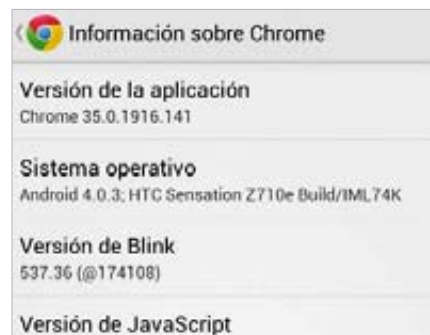 Información sobre Chrome
Versión de la aplicación
Chrome 35.0.1916.141
Sistema operativo
Android 4.0.3; HTC Sensation Z710e Build/IML74K
Versión de Blink
537.36 (@174108)
Versión de JavaScript